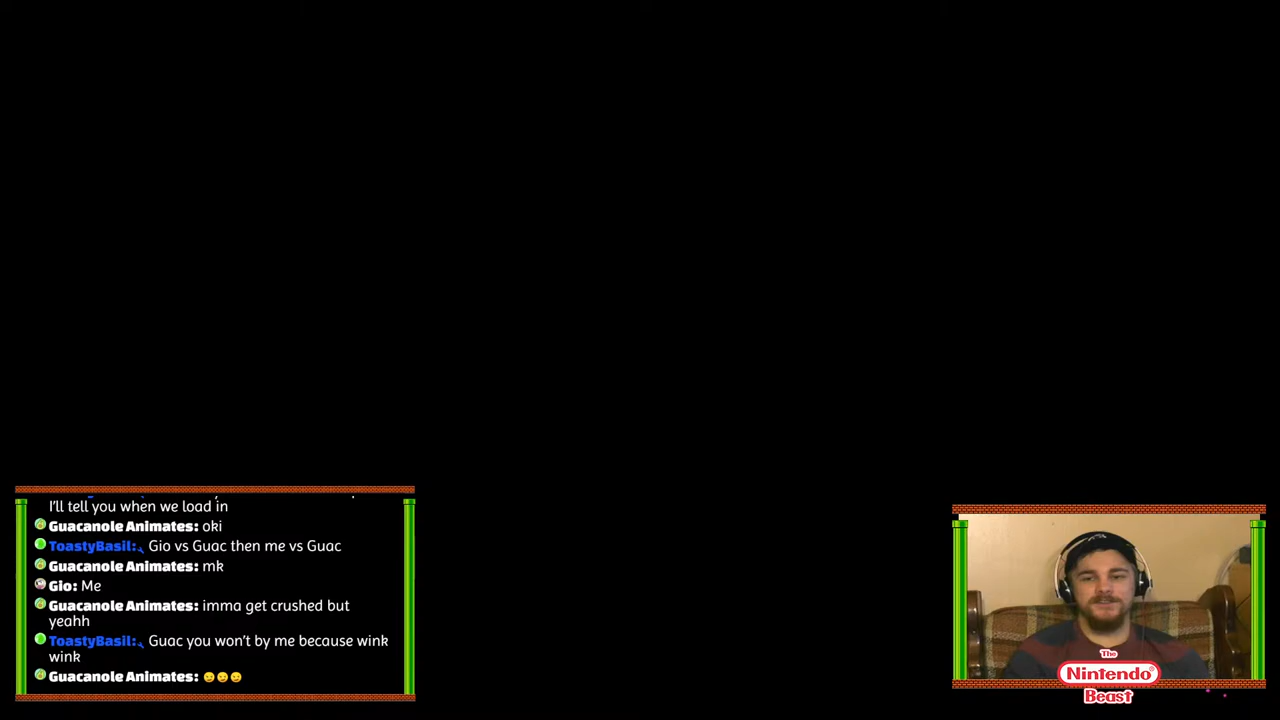 I'll tell you when we load in
Guacanole Animates: oki
ToastyBasil: Gio vs Guac then me vs Guac
Guacanole Animates: mk
Gio: Me
Guacanole Animates: imma get crushed but
yeahh
ToastyBasil: Guac you won't by me because wink
wink
Guacanole Animates: 😏😏😏
The
Nintendo
Beast